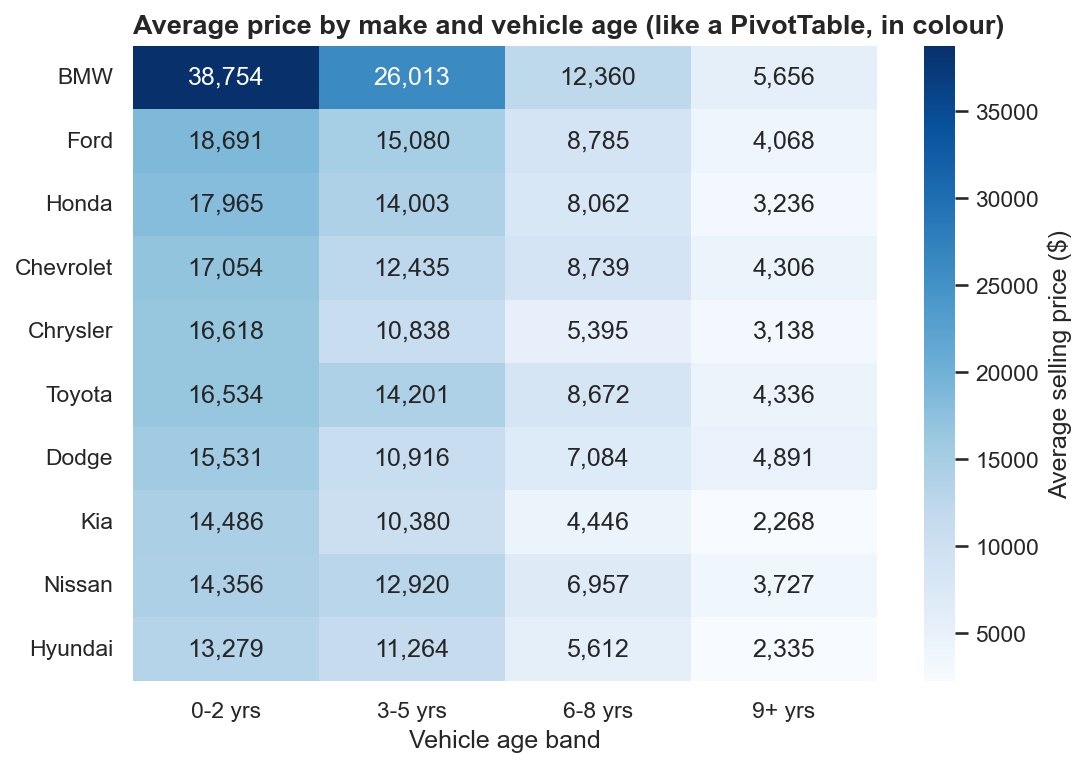 Average price by make and vehicle age (like a PivotTable, in colour)
BMW 38,754 26,013 12,360 5,656
Ford 18,691 15,080 8,785 4,068
Honda 17,965 14,003 8,062 3,236
Chevrolet 17,054 12,435 8,739 4,306
Chrysler 16,618 10,838 5,395 3,138
Toyota 16,534 14,201 8,672 4,336
Dodge 15,531 10,916 7,084 4,891
Kia 14,486 10,380 4,446 2,268
Nissan 14,356 12,920 6,957 3,727
Hyundai 13,279 11,264 5,612 2,335
0-2 yrs 3-5 yrs 6-8 yrs 9+ yrs
Vehicle age band
35000
30000
25000
20000
15000
10000
5000
Average selling price ($)